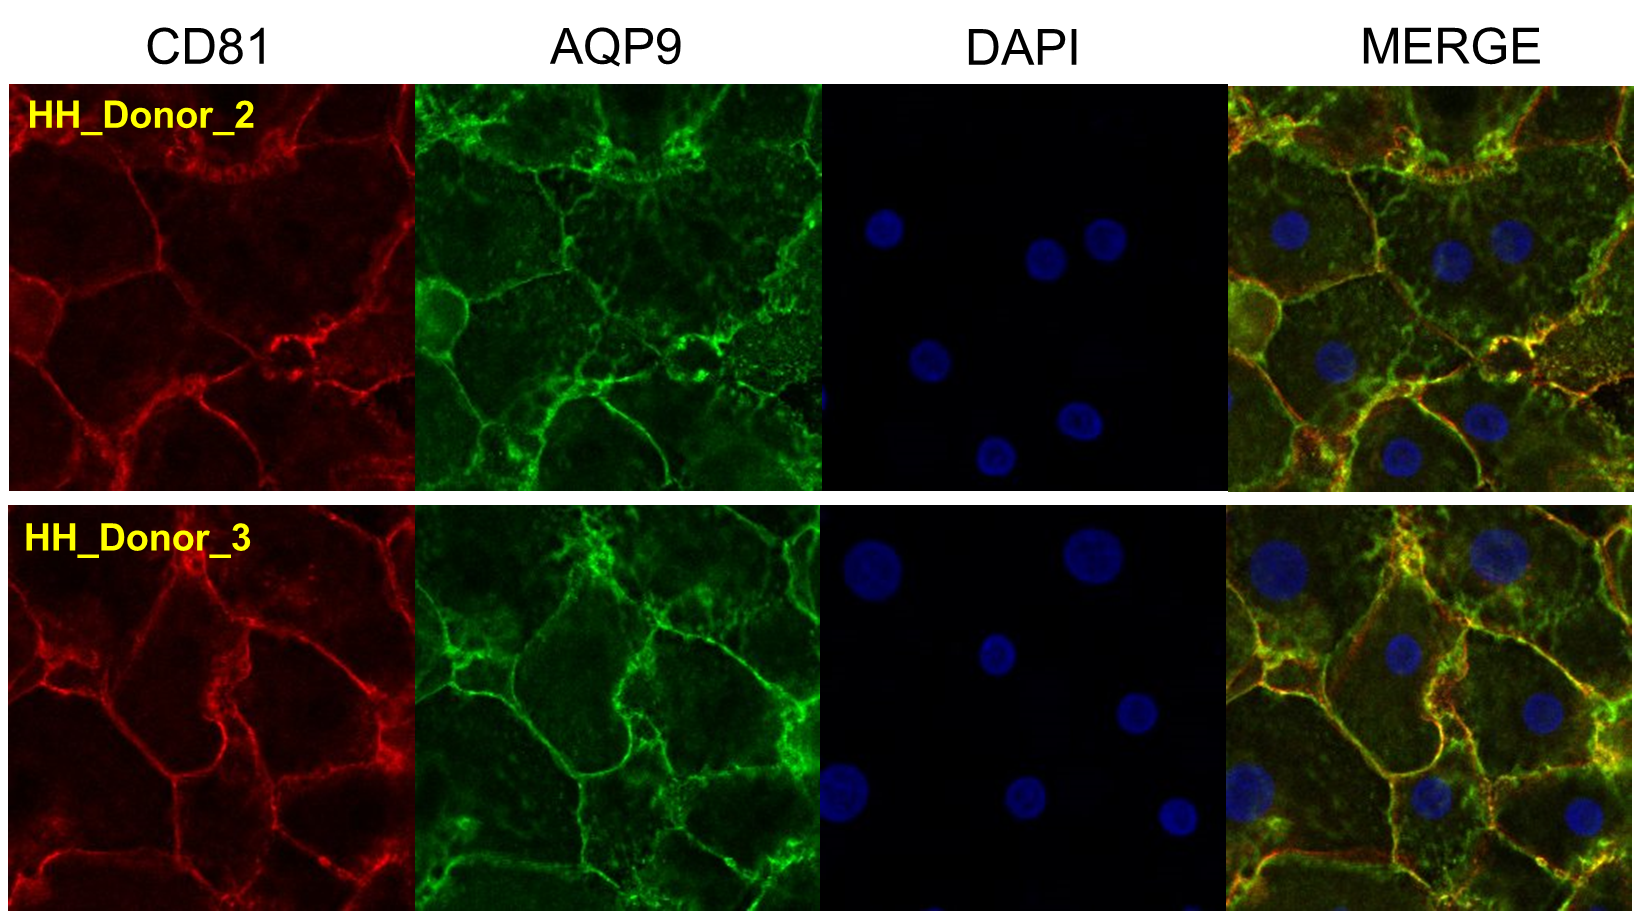 CD81 AQP9 DAPI MERGE
HH_Donor_2
HH_Donor_3